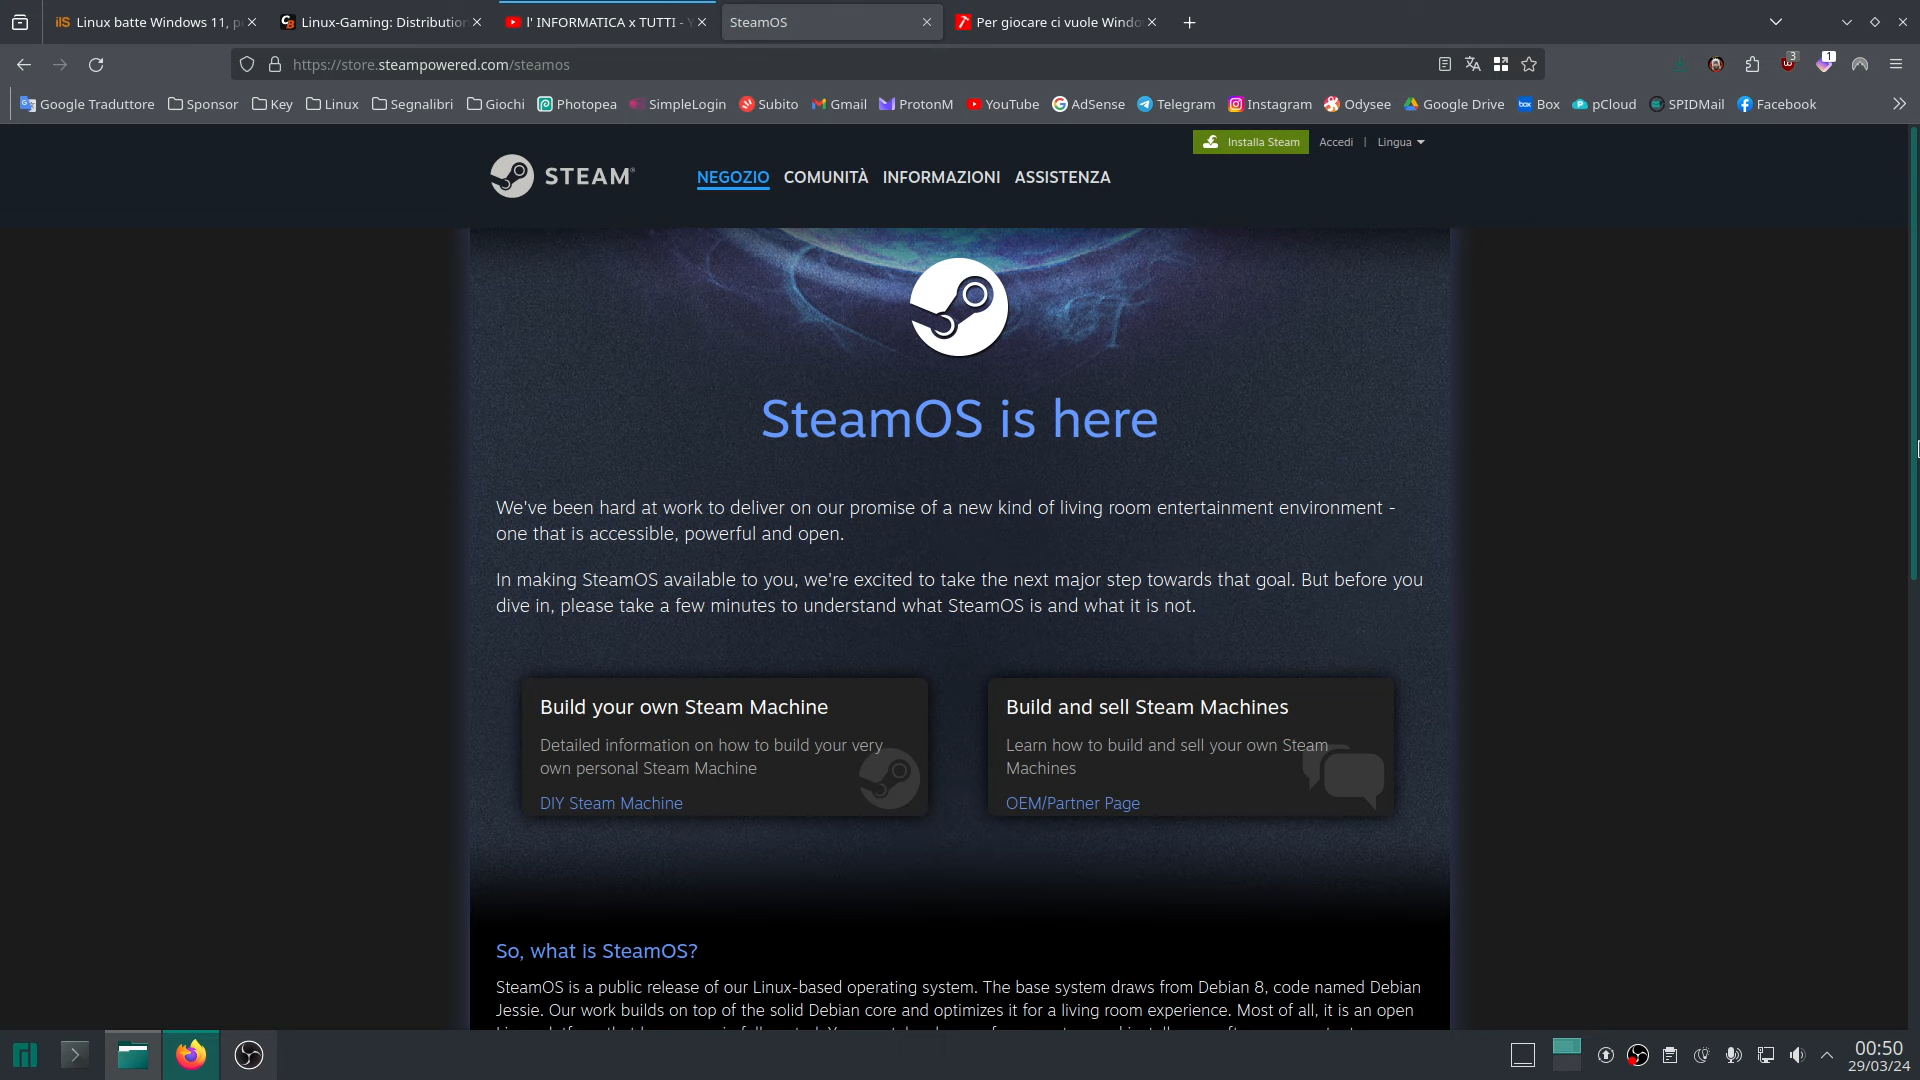 Linux batte Windows 11, p
Linux-Gaming: Distribution
l' INFORMATICA x TUTTI - Y
SteamOS
Per giocare ci vuole Windo
https://store.steampowered.com/steamos
3
1
Google Traduttore
Sponsor
Key
Linux
Segnalibri
Giochi
Photopea
SimpleLogin
Subito
Gmail
ProtonM
YouTube
AdSense
Telegram
Instagram
Odysee
Google Drive
Box
pCloud
SPIDMail
Facebook
Installa Steam
Accedi | Lingua
STEAM®
NEGOZIO COMUNITÀ INFORMAZIONI ASSISTENZA
SteamOS is here
We've been hard at work to deliver on our promise of a new kind of living room entertainment environment -
one that is accessible, powerful and open.
In making SteamOS available to you, we're excited to take the next major step towards that goal. But before you
dive in, please take a few minutes to understand what SteamOS is and what it is not.
Build your own Steam Machine
Detailed information on how to build your very
own personal Steam Machine
DIY Steam Machine
Build and sell Steam Machines
Learn how to build and sell your own Steam
Machines
OEM/Partner Page
So, what is SteamOS?
SteamOS is a public release of our Linux-based operating system. The base system draws from Debian 8, code named Debian
Jessie. Our work builds on top of the solid Debian core and optimizes it for a living room experience. Most of all, it is an open
00:50
29/03/24